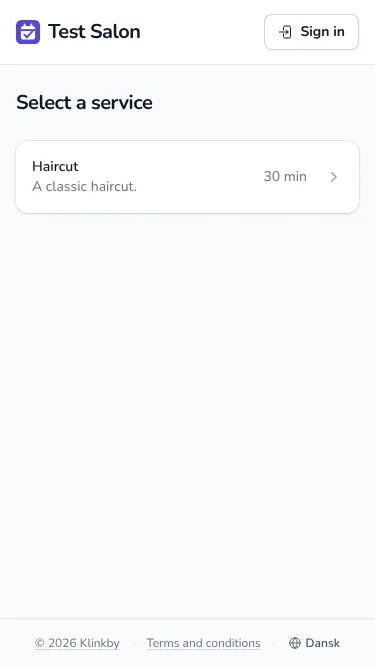 Test Salon
Sign in
Select a service
Haircut
A classic haircut.
30 min
© 2026 Klinkby · Terms and conditions · Dansk